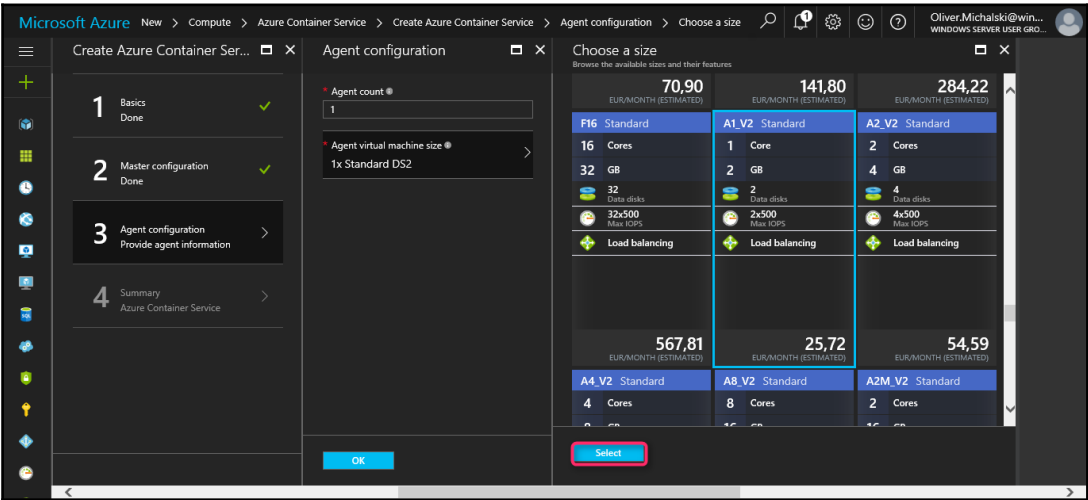 Microsoft Azure New > Compute > Azure Container Service > Create Azure Container Service > Agent configuration > Choose a size
1
Oliver.Michalski@win...
WINDOWS SERVER USER GRO...
Create Azure Container Ser...
1
Basics
Done
2
Master configuration
Done
3
Agent configuration
Provide agent information
4
Summary
Azure Container Service
SQL
Agent configuration
* Agent count
1
* Agent virtual machine size
1x Standard DS2
OK
Choose a size
Browse the available sizes and their features
70,90
EUR/MONTH (ESTIMATED)
141,80
EUR/MONTH (ESTIMATED)
284,22
EUR/MONTH (ESTIMATED)
F16 Standard
16 Cores
32 GB
32
Data disks
32x500
Max IOPS
Load balancing
567,81
EUR/MONTH (ESTIMATED)
A1_V2 Standard
1 Core
2 GB
2
Data disks
2x500
Max IOPS
Load balancing
25,72
EUR/MONTH (ESTIMATED)
A2_V2 Standard
2 Cores
4 GB
4
Data disks
4x500
Max IOPS
Load balancing
54,59
EUR/MONTH (ESTIMATED)
A4_V2 Standard
4 Cores
A8_V2 Standard
8 Cores
A2M_V2 Standard
2 Cores
Select